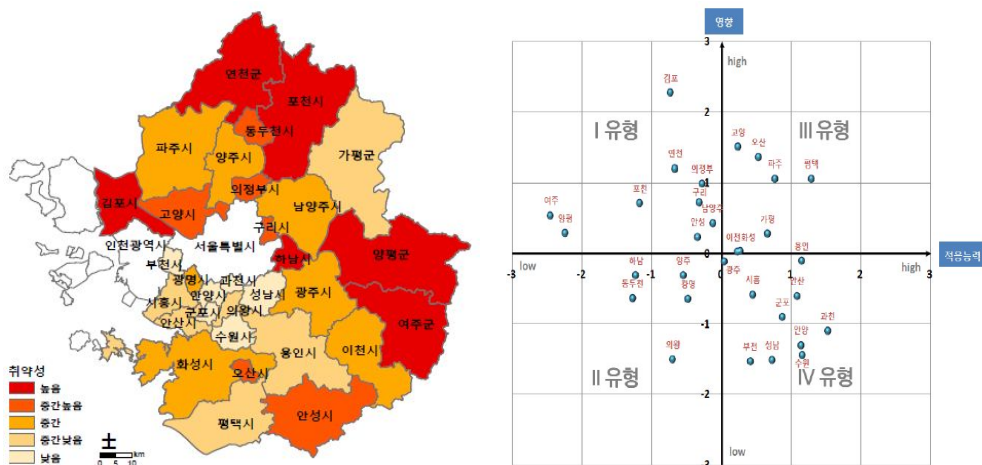 연천군
포천시
동두천시
파주시
양주시
가평군
의정부시
김포시
고양시
남양주시
구리시
인천광역시
서울특별시
양평군
부천시
하남시
광명시
과천시
안양시
성남시
광주시
시흥시
군포시
의왕시
안산시
여주군
수원시
용인시
이천시
화성시
오산시
안성시
평택시
취약성
높음
중간높음
중간
중간낮음
낮음
0 5 10 km
영향
3
high
김포
2
I 유형
고양
III 유형
오산
연천
의정부
파주
평택
1
포천
구리
여주
남양주
양평
안성
가평
이천화성
용인
0
적응능력
-3
-2
-1
0
1
2
3
low
high
하남
양주
광주
동두천
광명
시흥
안산
군포
과천
-1
안양
의왕
부천
성남
수원
II 유형
IV 유형
-2
low
-3